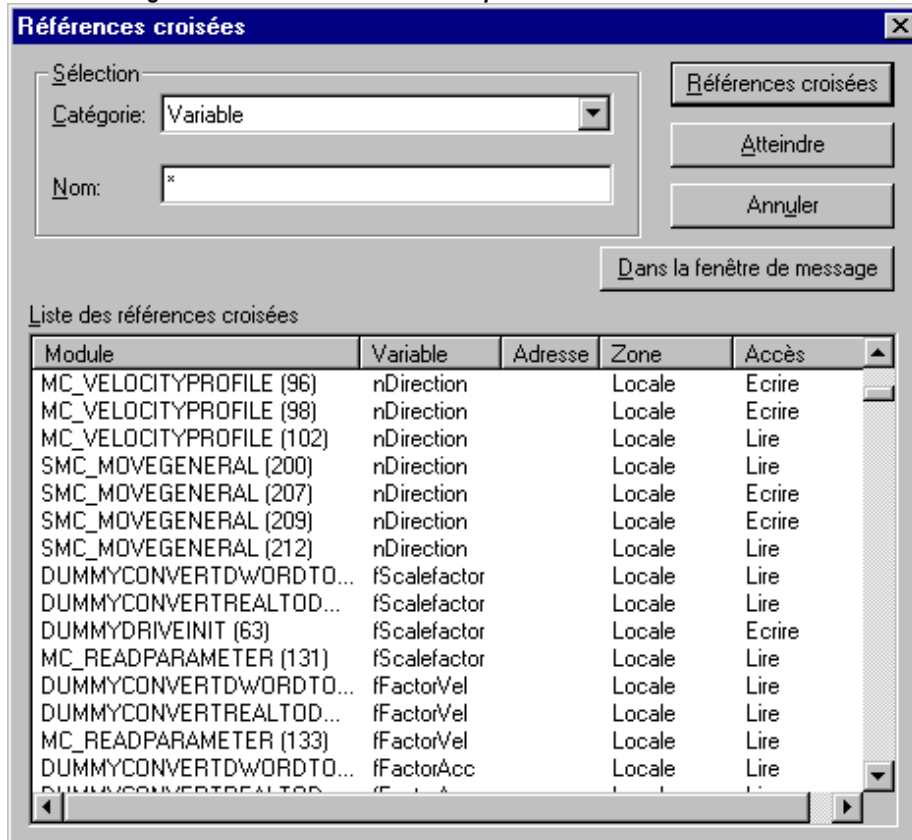 Références croisées
Sélection
Catégorie: Variable
Nom: *
Références croisées
Atteindre
Annuler
Dans la fenêtre de message
Liste des références croisées
Module Variable Adresse Zone Accès
MC_VELOCITYPROFILE (96) nDirection Locale Ecrire
MC_VELOCITYPROFILE (98) nDirection Locale Ecrire
MC_VELOCITYPROFILE (102) nDirection Locale Lire
SMC_MOVEGENERAL (200) nDirection Locale Lire
SMC_MOVEGENERAL (207) nDirection Locale Ecrire
SMC_MOVEGENERAL (209) nDirection Locale Ecrire
SMC_MOVEGENERAL (212) nDirection Locale Lire
DUMMYCONVERTDWORDTO... fScalefactor Locale Lire
DUMMYCONVERTREALTOD... fScalefactor Locale Lire
DUMMYDRIVEINIT (63) fScalefactor Locale Ecrire
MC_READPARAMETER (131) fScalefactor Locale Lire
DUMMYCONVERTDWORDTO... fFactorVel Locale Lire
DUMMYCONVERTREALTOD... fFactorVel Locale Lire
MC_READPARAMETER (133) fFactorVel Locale Lire
DUMMYCONVERTDWORDTO... fFactorAcc Locale Lire